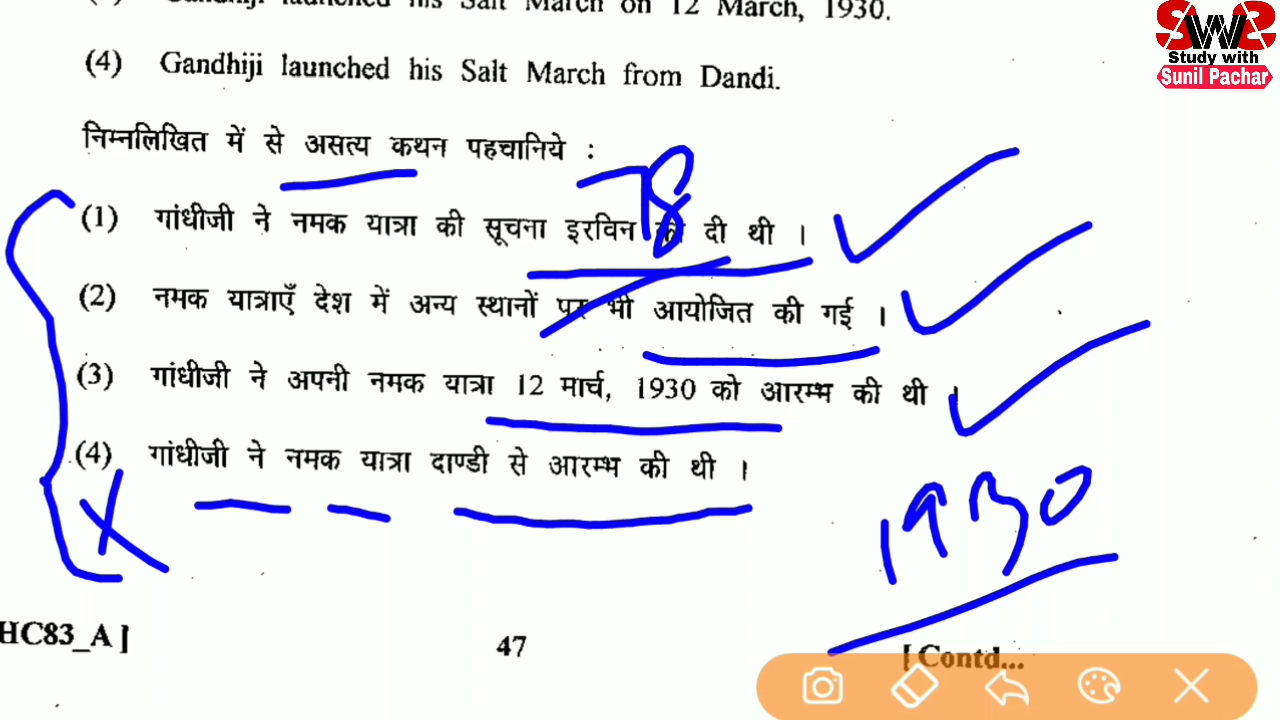 Gandhiji launched his Salt March on 12 March, 1930.
SWS
Study with
Sunil Pachar
(4) Gandhiji launched his Salt March from Dandi.
निम्नलिखित में से असत्य कथन पहचानिये :
(1) गांधीजी ने नमक यात्रा की सूचना इरविन को दी थी ।
(2) नमक यात्राएँ देश में अन्य स्थानों पर भी आयोजित की गई ।
(3) गांधीजी ने अपनी नमक यात्रा 12 मार्च, 1930 को आरम्भ की थी ।
(4) गांधीजी ने नमक यात्रा दाण्डी से आरम्भ की थी ।
1930
HC83_A ]
47
[ Contd...